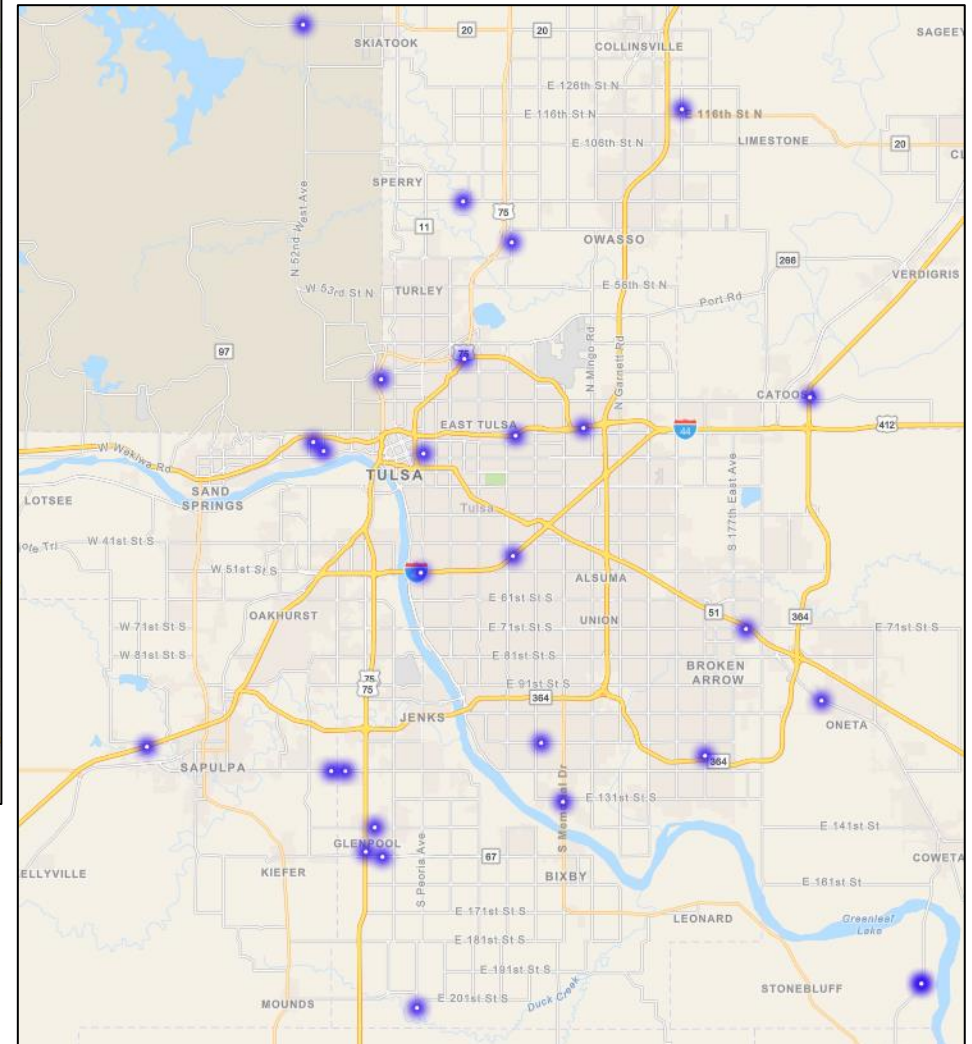 20
20
SAGEEY
SKIATOOK
COLLINSVILLE
E 126th St N
E 116th St N
E 116th St N
E 106th St N
LIMESTONE
20
CL
SPERRY
N 52nd West Ave
75
11
OWASSO
266
VERDIGRIS
E 56th St N
W 53rd St N
TURLEY
Port Rd
97
75
N Mingo Rd
N Garnett Rd
CATOOS
EAST TULSA
44
412
W Wekiwa Rd
TULSA
SAND
SPRINGS
LOTSEE
Tulsa
S 177th East Ave
W 41st St S
W 51st St S
ALSUMA
E 61st St S
OAKHURST
51
364
UNION
W 71st St S
E 71st St S
E 71st St S
W 81st St S
E 81st St S
BROKEN
ARROW
75
75
E 91st St S
364
JENKS
ONETA
SAPULPA
364
S Memorial Dr
E 131st St S
E 141st St
GLENPOOL
S Peoria Ave
67
COWETA
ELLYVILLE
KIEFER
BIXBY
E 161st St
E 171st St S
LEONARD
Greenleaf
Lake
E 181st St S
E 191st St S
STONEBLUFF
Duck Creek
MOUNDS
E 201st St S